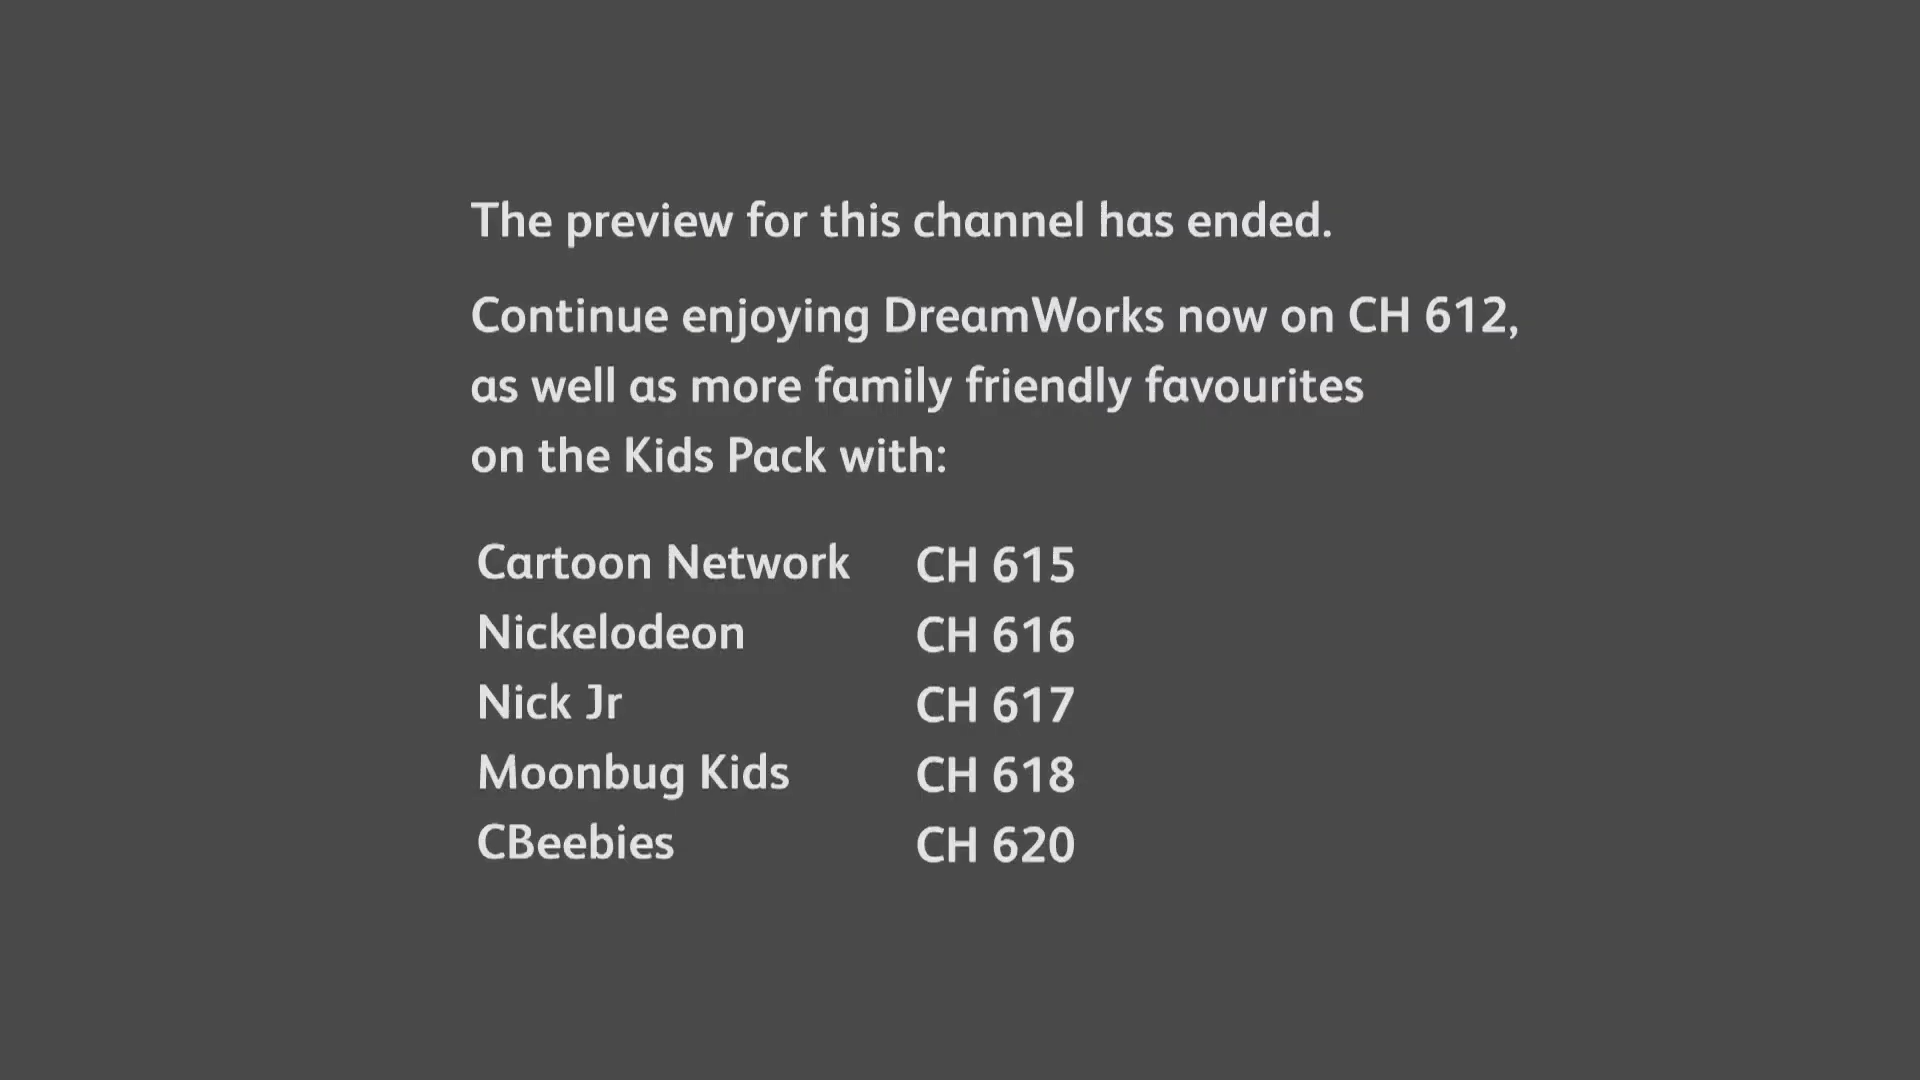 The preview for this channel has ended.
Continue enjoying DreamWorks now on CH 612,
as well as more family friendly favourites
on the Kids Pack with:
Cartoon Network CH 615
Nickelodeon CH 616
Nick Jr CH 617
Moonbug Kids CH 618
CBeebies CH 620